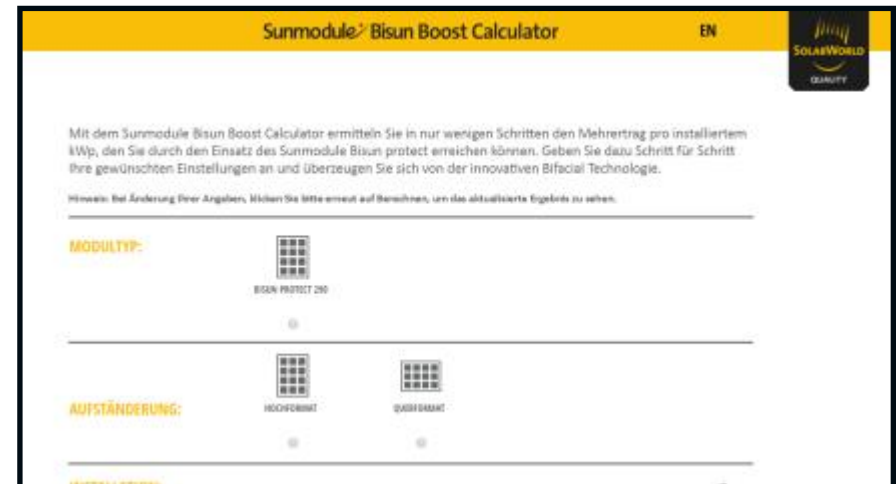 Sunmodule Bisun Boost Calculator
EN
SOLARWORLD
QUALITY
Mit dem Sunmodule Bisun Boost Calculator ermitteln Sie in nur wenigen Schritten den Mehrertrag pro installiertem
kWp, den Sie durch den Einsatz des Sunmodule Bisun protect erreichen können. Geben Sie dazu Schritt für Schritt
Ihre gewünschten Einstellungen an und überzeugen Sie sich von der innovativen Bifacial Technologie.
Hinweis: Bei Änderung Ihrer Angaben, klicken Sie bitte erneut auf Berechnen, um das aktualisierte Ergebnis zu sehen.
MODULTYP:
BISUN PROTECT 290
AUFSTÄNDERUNG:
HOCHFORMAT
QUERFORMAT